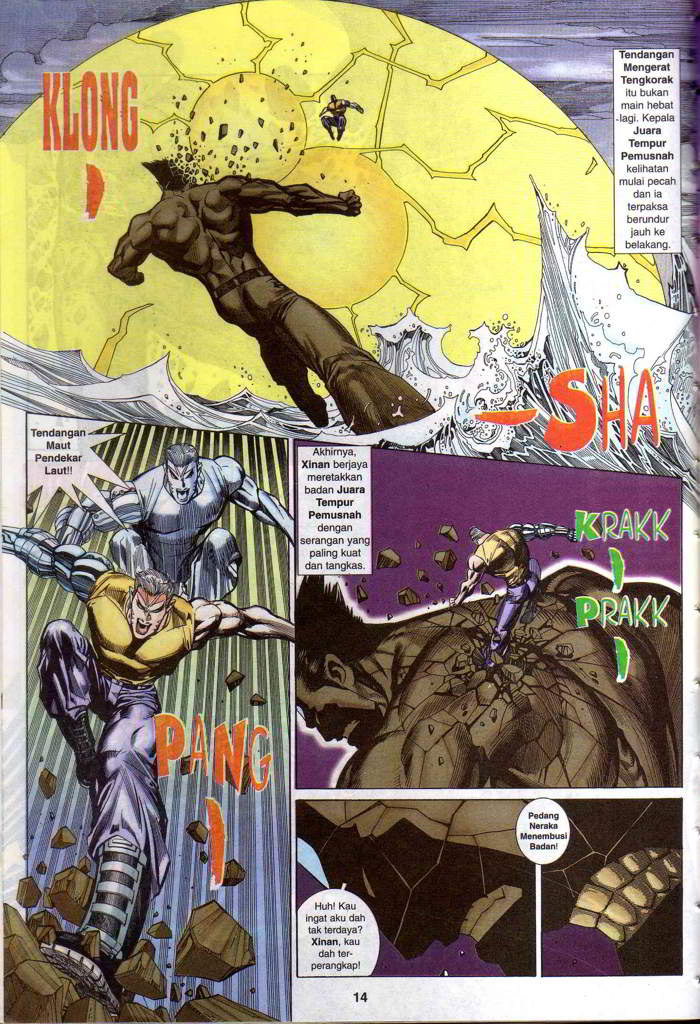 KLONG
!
Tendangan
Mengerat
Tengkorak
itu bukan
main hebat
lagi. Kepala
Juara
Tempur
Pemusnah
kelihatan
mulai pecah
dan ia
terpaksa
berundur
jauh ke
belakang.
—SHA
Tendangan
Maut
Pendekar
Laut!!
PANG
!
Akhirnya,
Xinan berjaya
meretakkan
badan Juara
Tempur
Pemusnah
dengan
serangan yang
paling kuat
dan tangkas.
KRAKK
!
PRAKK
!
Huh! Kau
ingat aku dah
tak terdaya?
Xinan, kau
dah ter-
perangkap!
Pedang
Neraka
Menembusi
Badan!
14